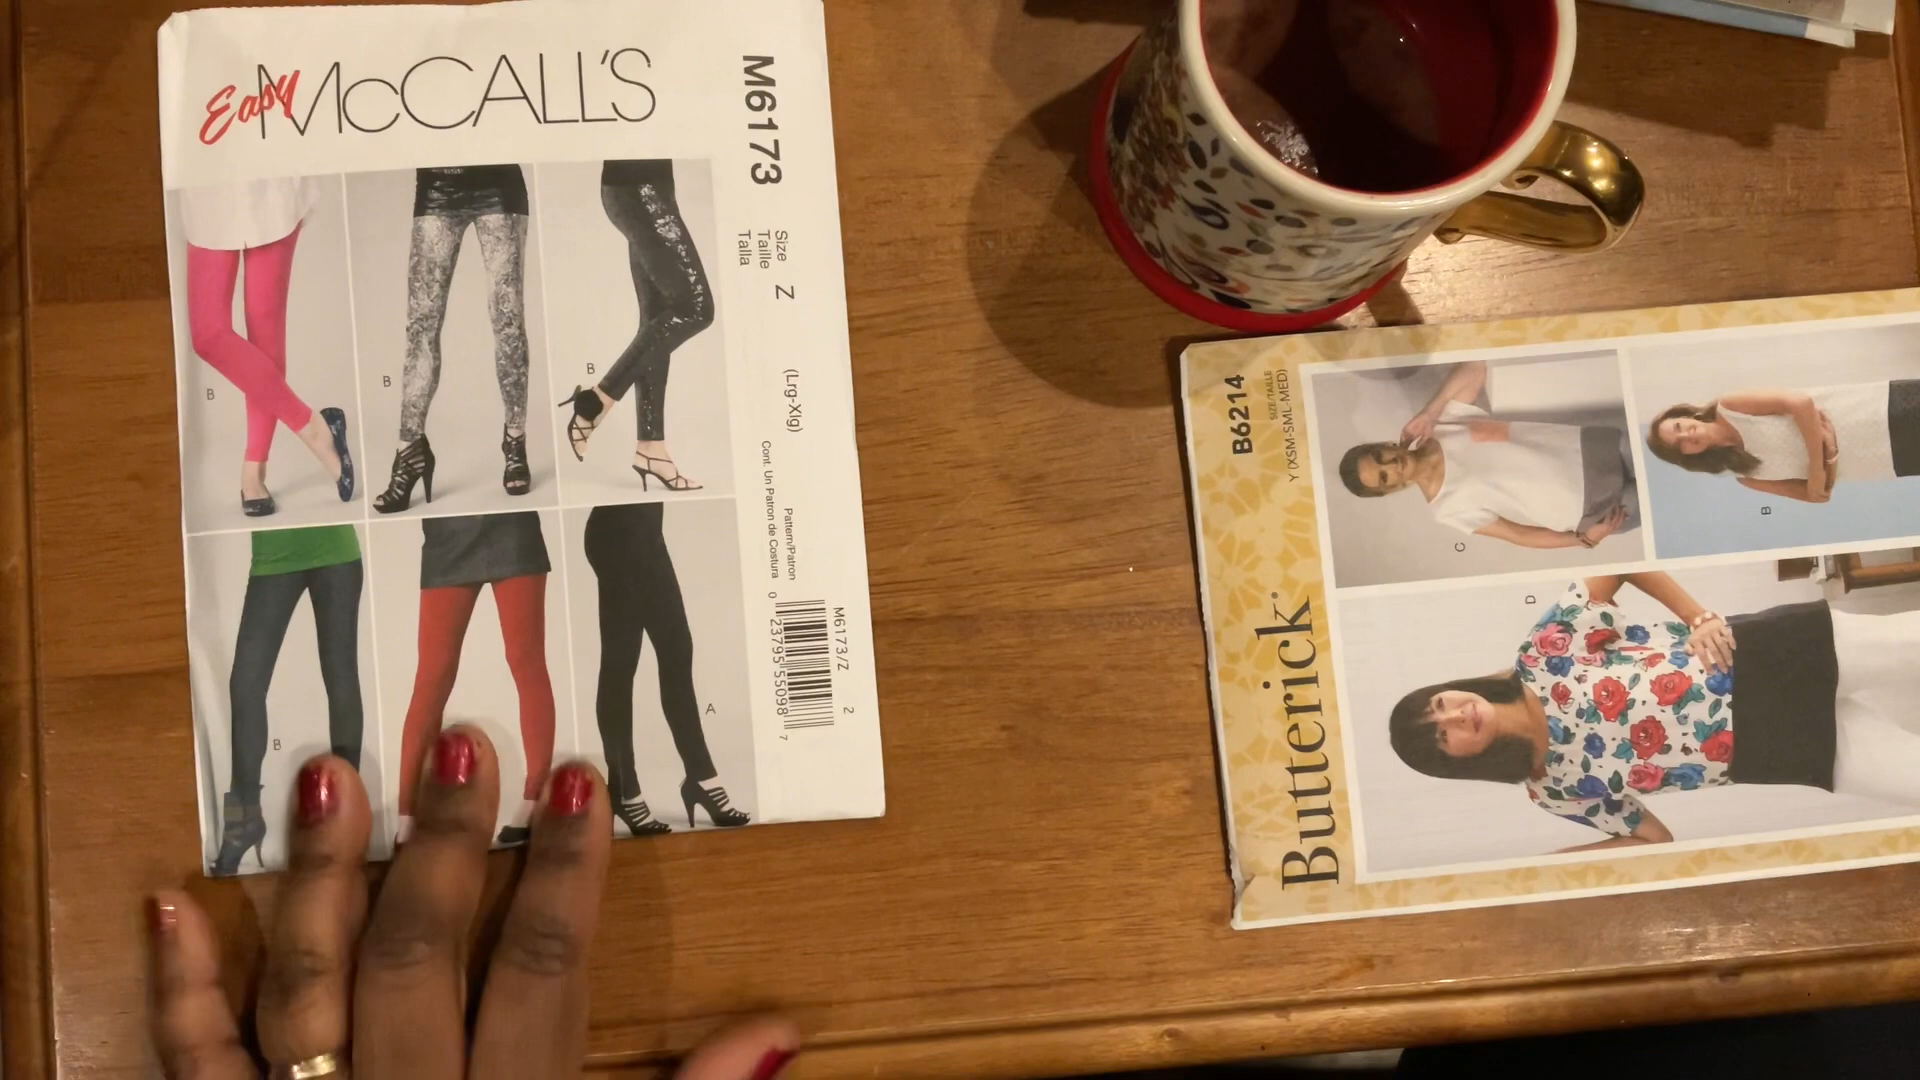 Easy McCALL'S
M6173
Size Z
Taille
Talla
(Lrg-Xlg)
Pattern/Patron
Cont. Un Patron de Costura
M6173/Z 2
0 23795 55098 7
B
B
B
B
A
B6214
SIZE/TAILLE
Y (XSM-SML-MED)
Butterick
C
B
D